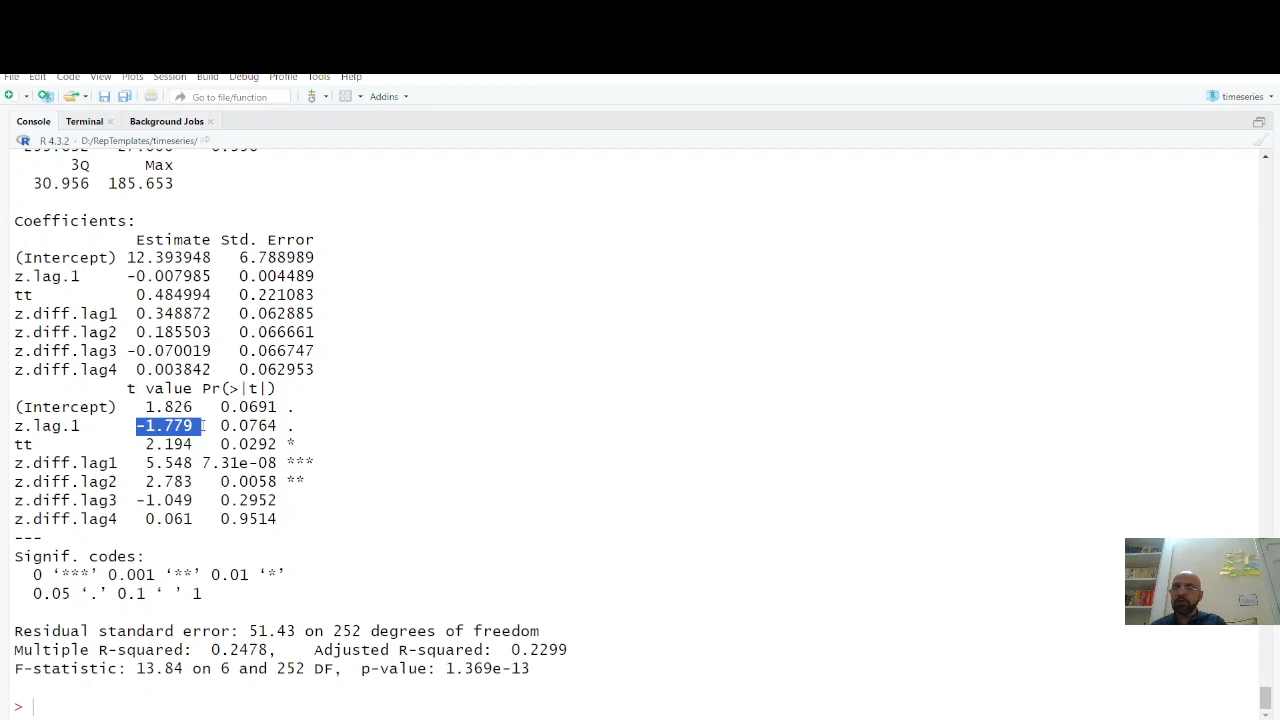 File Edit Code View Plots Session Build Debug Profile Tools Help
Go to file/function Addins timeseries
Console Terminal Background Jobs
R 4.3.2 · D:/RepTemplates/timeseries/
3Q Max
30.956 185.653
Coefficients:
Estimate Std. Error
(Intercept) 12.393948 6.788989
z.lag.1 -0.007985 0.004489
tt 0.484994 0.221083
z.diff.lag1 0.348872 0.062885
z.diff.lag2 0.185503 0.066661
z.diff.lag3 -0.070019 0.066747
z.diff.lag4 0.003842 0.062953
t value Pr(>|t|)
(Intercept) 1.826 0.0691 .
z.lag.1 -1.779 0.0764 .
tt 2.194 0.0292 *
z.diff.lag1 5.548 7.31e-08 ***
z.diff.lag2 2.783 0.0058 **
z.diff.lag3 -1.049 0.2952
z.diff.lag4 0.061 0.9514
---
Signif. codes:
0 ‘***’ 0.001 ‘**’ 0.01 ‘*’
0.05 ‘.’ 0.1 ‘ ’ 1
Residual standard error: 51.43 on 252 degrees of freedom
Multiple R-squared: 0.2478, Adjusted R-squared: 0.2299
F-statistic: 13.84 on 6 and 252 DF, p-value: 1.369e-13
>